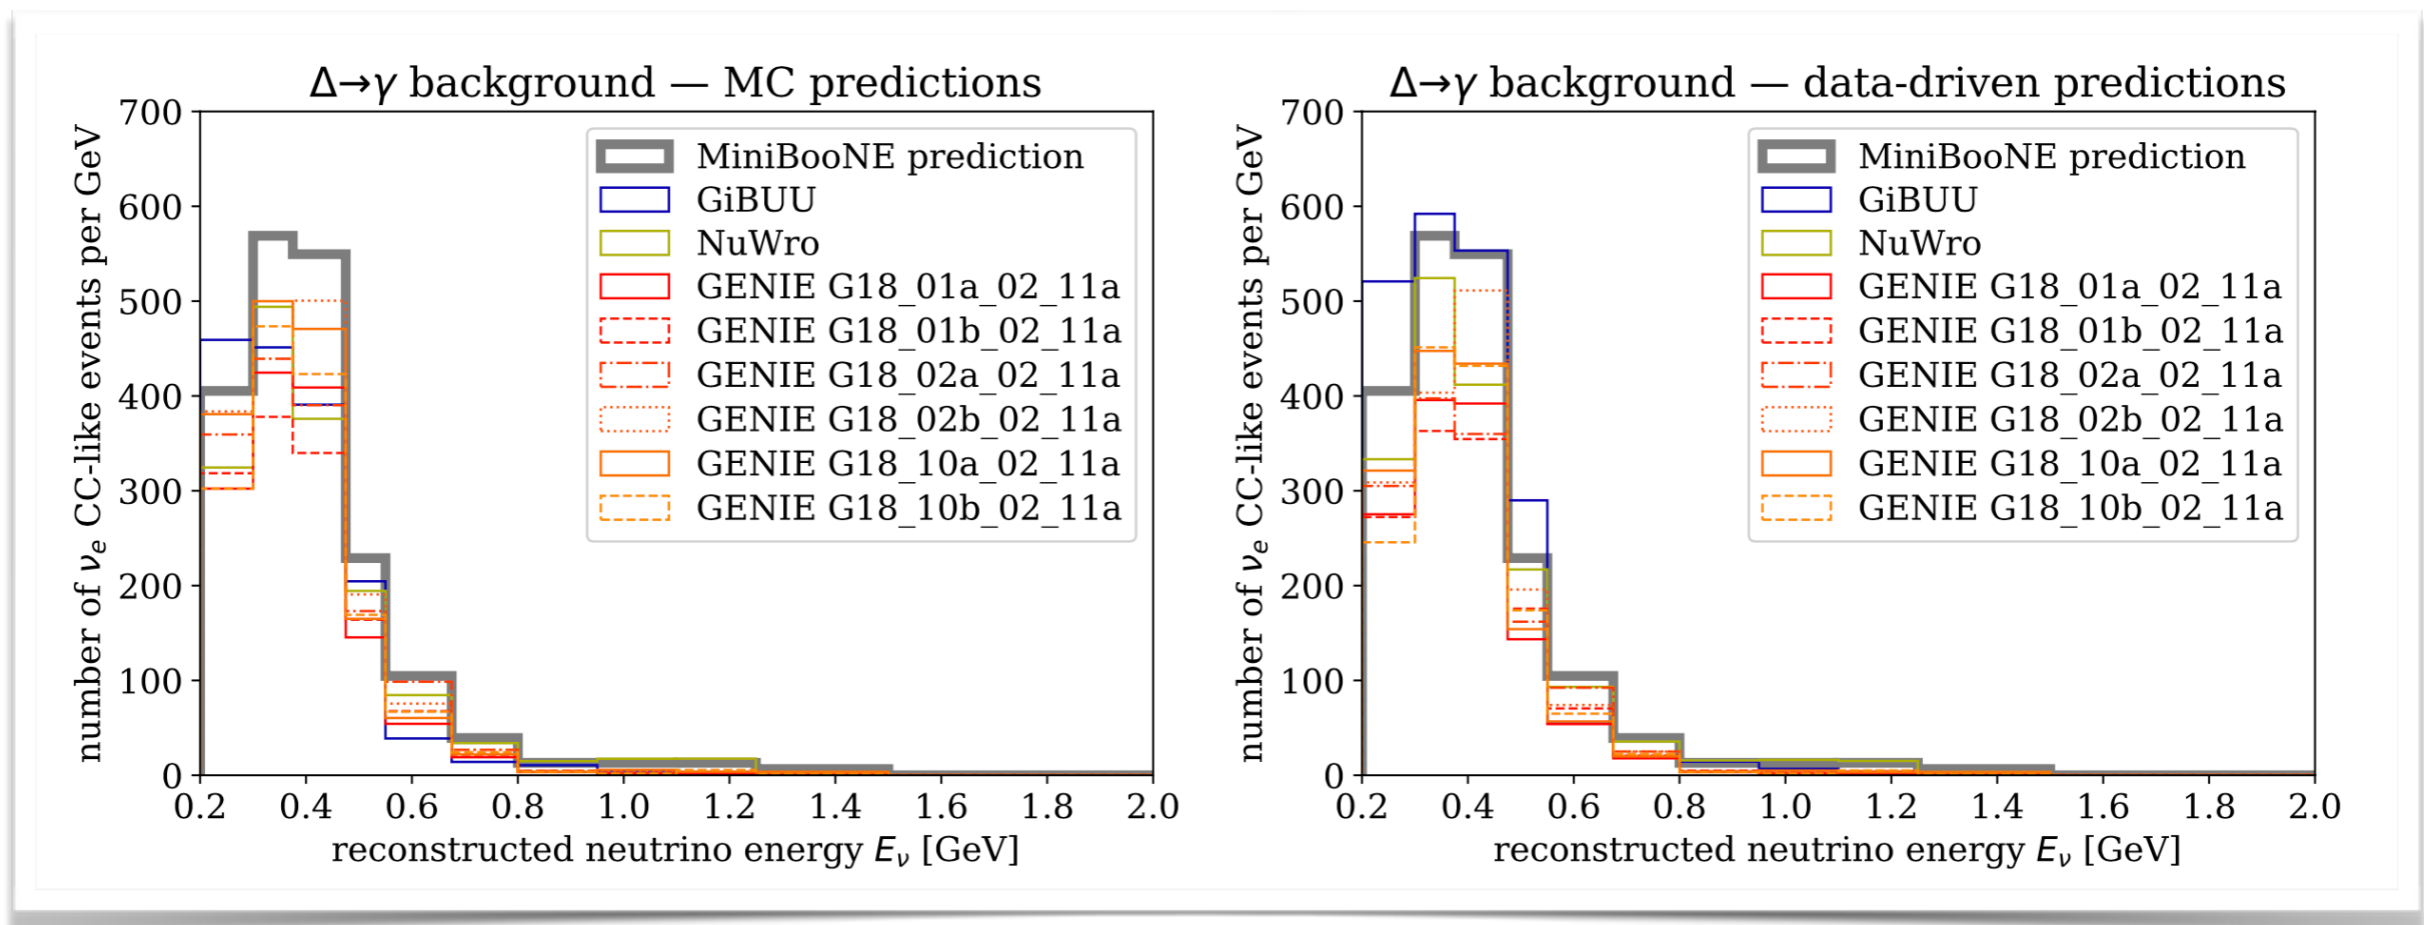 Δ→γ background — MC predictions
number of νe CC-like events per GeV
700
600
500
400
300
200
100
0
MiniBooNE prediction
GiBUU
NuWro
GENIE G18_01a_02_11a
GENIE G18_01b_02_11a
GENIE G18_02a_02_11a
GENIE G18_02b_02_11a
GENIE G18_10a_02_11a
GENIE G18_10b_02_11a
0.2 0.4 0.6 0.8 1.0 1.2 1.4 1.6 1.8 2.0
reconstructed neutrino energy Eν [GeV]
Δ→γ background — data-driven predictions
number of νe CC-like events per GeV
700
600
500
400
300
200
100
0
MiniBooNE prediction
GiBUU
NuWro
GENIE G18_01a_02_11a
GENIE G18_01b_02_11a
GENIE G18_02a_02_11a
GENIE G18_02b_02_11a
GENIE G18_10a_02_11a
GENIE G18_10b_02_11a
0.2 0.4 0.6 0.8 1.0 1.2 1.4 1.6 1.8 2.0
reconstructed neutrino energy Eν [GeV]